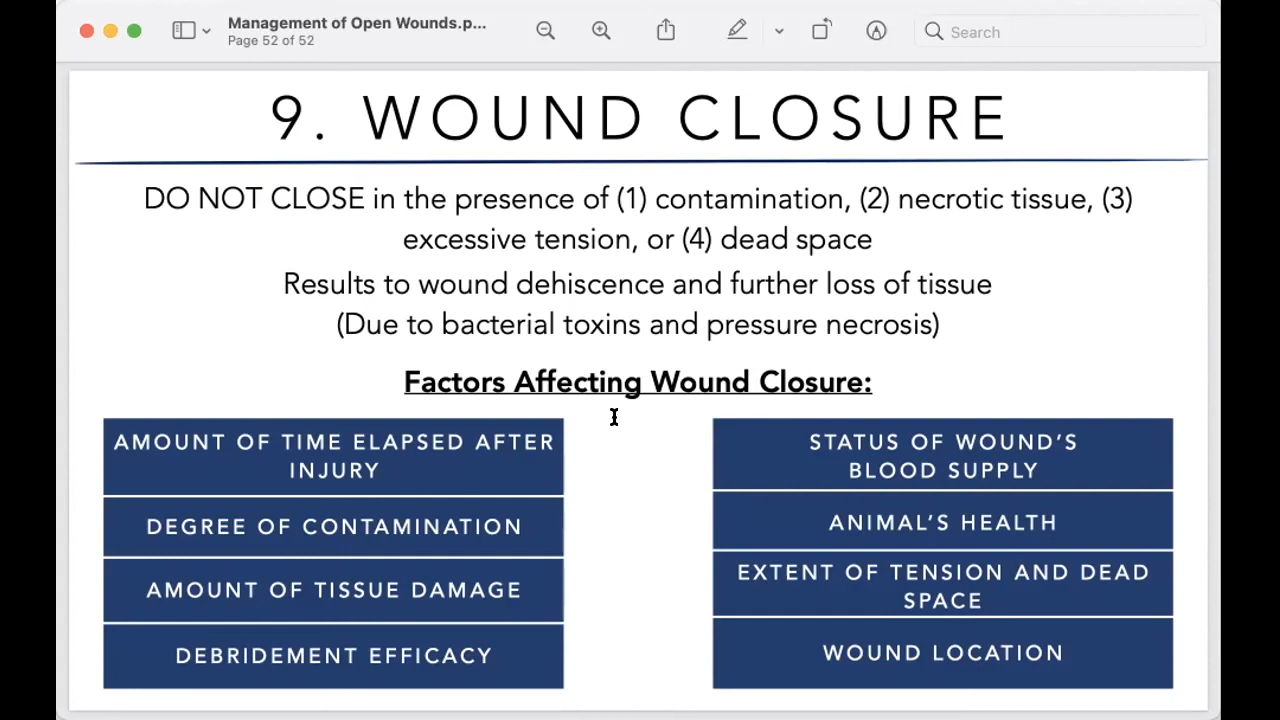 Management of Open Wounds.p...
Page 52 of 52
Search
9. WOUND CLOSURE
DO NOT CLOSE in the presence of (1) contamination, (2) necrotic tissue, (3)
excessive tension, or (4) dead space
Results to wound dehiscence and further loss of tissue
(Due to bacterial toxins and pressure necrosis)
Factors Affecting Wound Closure:
AMOUNT OF TIME ELAPSED AFTER
INJURY
DEGREE OF CONTAMINATION
AMOUNT OF TISSUE DAMAGE
DEBRIDEMENT EFFICACY
STATUS OF WOUND'S
BLOOD SUPPLY
ANIMAL'S HEALTH
EXTENT OF TENSION AND DEAD
SPACE
WOUND LOCATION